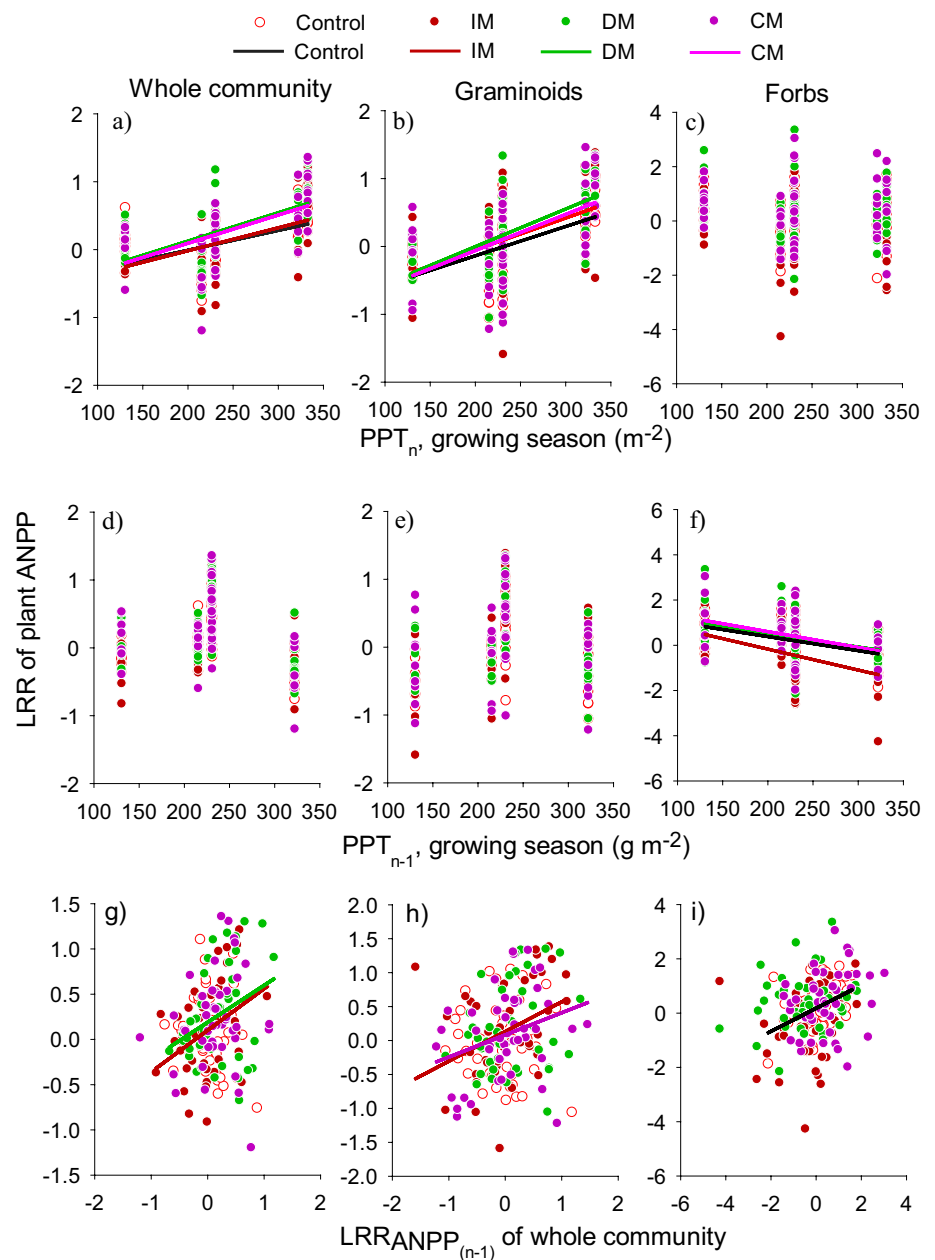 Control IM DM CM
Control IM DM CM
Whole community Graminoids Forbs
a) b) c)
2 2 4
1 1 2
0 0 0
-2
-1 -1 -4
-2 -2 -6
100 150 200 250 300 350 100 150 200 250 300 350 100 150 200 250 300 350
PPTn, growing season (m-2)
LRR of plant ANPP
d) e) f)
2 2 6
4
1 1 2
0 0 0
-2
-1 -1 -4
-2 -2 -6
100 150 200 250 300 350 100 150 200 250 300 350 100 150 200 250 300 350
PPTn-1, growing season (g m-2)
g) h) i)
1.5 2.0 6
1.5
1.0 4
1.0
0.5 0.5 2
0.0 0.0 0
-0.5 -0.5 -2
-1.0
-1.0 -4
-1.5
-1.5 -2.0 -6
-2 -1 0 1 2 -2 -1 0 1 2 -6 -4 -2 0 2 4
LRRANPP(n-1) of whole community